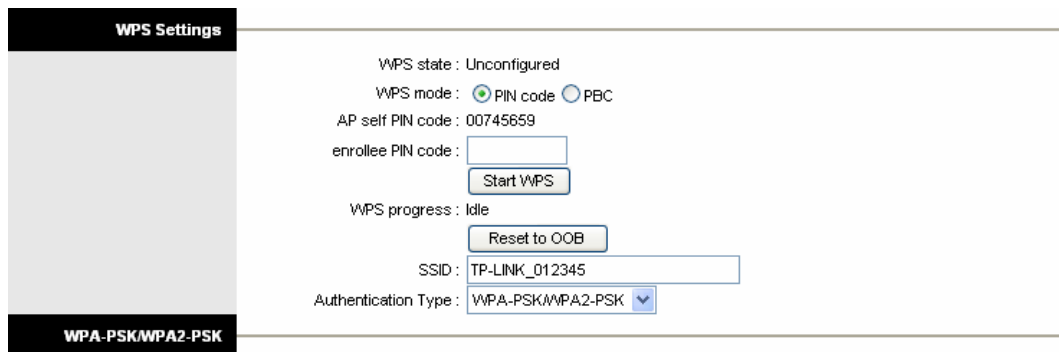 WPS Settings
WPS state : Unconfigured
WPS mode : PIN code PBC
AP self PIN code : 00745659
enrollee PIN code :
Start WPS
WPS progress : Idle
Reset to OOB
SSID : TP-LINK_012345
Authentication Type : WPA-PSK/WPA2-PSK
WPA-PSK/WPA2-PSK